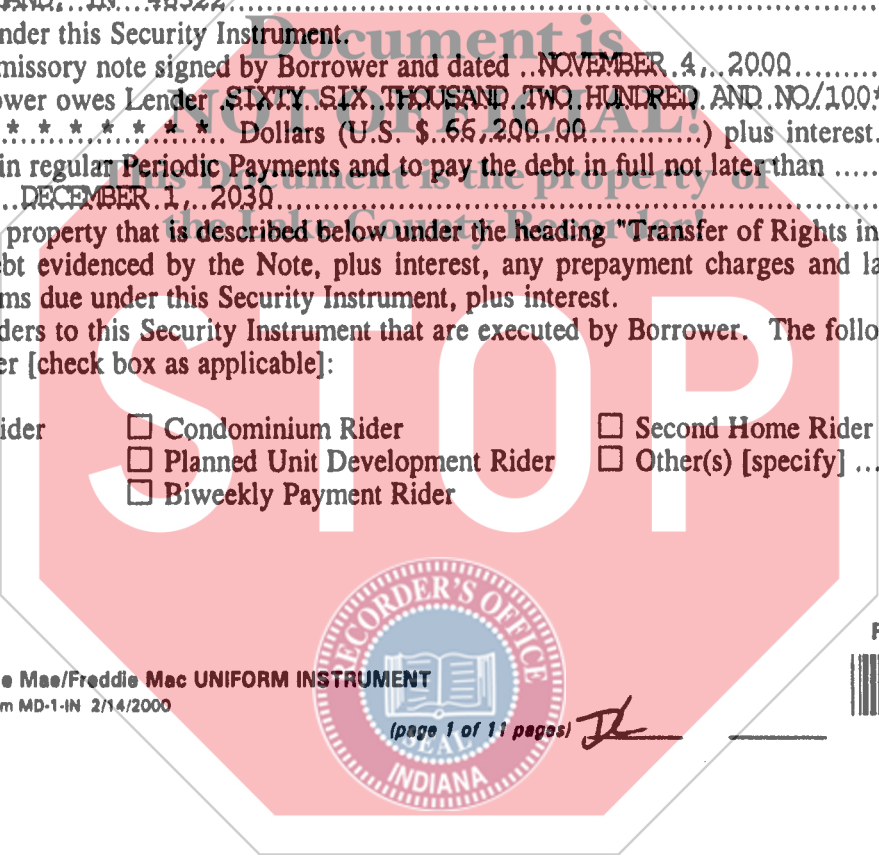 IN 46322
nder this Security Instrument.
missory note signed by Borrower and dated ..NOVEMBER 4, 2000..........
ower owes Lender .SIXTY SIX THOUSAND TWO HUNDRED AND NO/100*
* * * * * * *.. Dollars (U.S. $.66,200.00..............) plus interest.
in regular Periodic Payments and to pay the debt in full not later than .....
..DECEMBER 1, 2030..............................
property that is described below under the heading "Transfer of Rights in
bt evidenced by the Note, plus interest, any prepayment charges and la
ms due under this Security Instrument, plus interest.
ders to this Security Instrument that are executed by Borrower. The follo
er [check box as applicable]:
ider ☐ Condominium Rider ☐ Second Home Rider
☐ Planned Unit Development Rider ☐ Other(s) [specify] ...
☐ Biweekly Payment Rider
e Mae/Freddie Mac UNIFORM INSTRUMENT
m MD-1-IN 2/14/2000
(page 1 of 11 pages)
Document is
NOT OFFICIAL!
This Document is the property of
the Lake County Recorder!
STOP
RECORDER'S OFFICE
SEAL
INDIANA